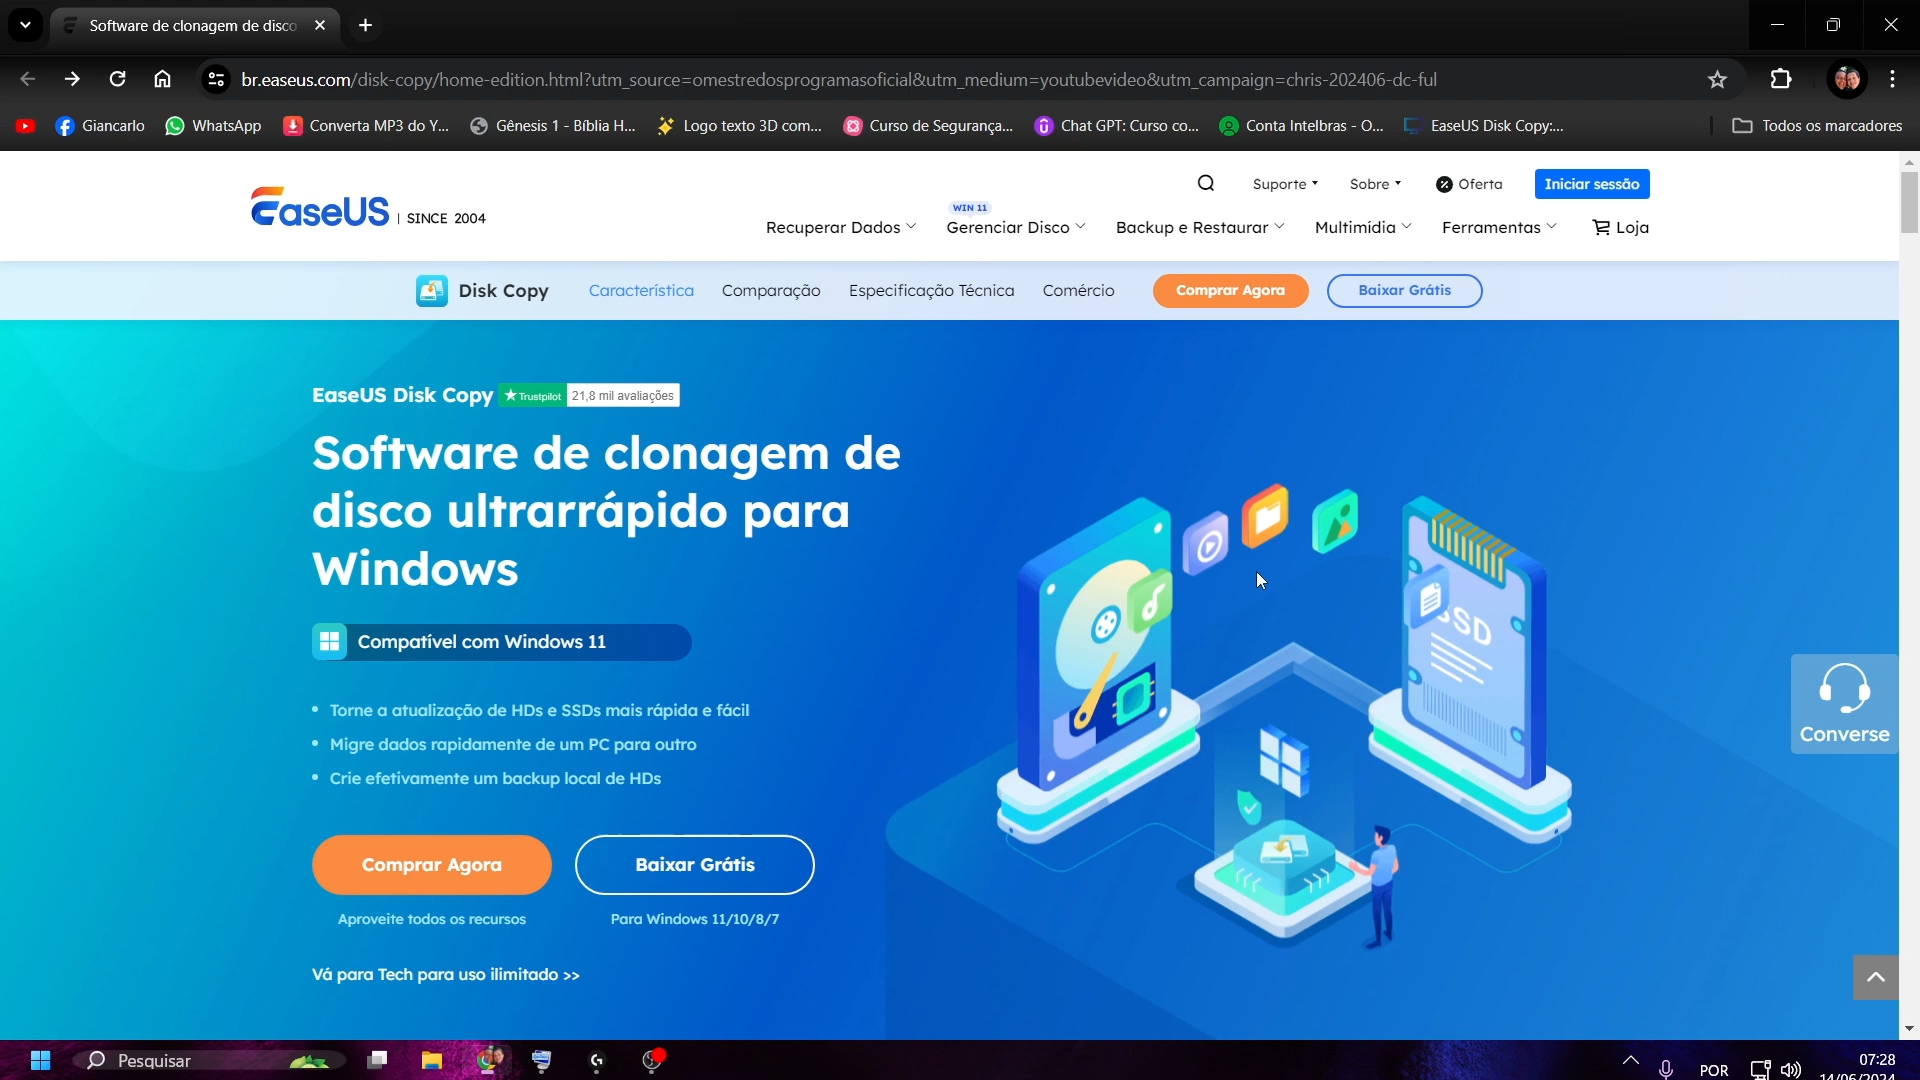 Software de clonagem de disco
br.easeus.com/disk-copy/home-edition.html?utm_source=omestredosprogramasoficial&utm_medium=youtubevideo&utm_campaign=chris-202406-dc-ful
Giancarlo WhatsApp Converta MP3 do Y... Gênesis 1 - Bíblia H... Logo texto 3D com... Curso de Segurança... Chat GPT: Curso co... Conta Intelbras - O... EaseUS Disk Copy:... Todos os marcadores
Suporte Sobre Oferta Iniciar sessão
EaseUS | SINCE 2004
WIN 11
Recuperar Dados Gerenciar Disco Backup e Restaurar Multimídia Ferramentas Loja
Disk Copy Característica Comparação Especificação Técnica Comércio Comprar Agora Baixar Grátis
EaseUS Disk Copy Trustpilot 21,8 mil avaliações
Software de clonagem de
disco ultrarrápido para
Windows
SSD
Compatível com Windows 11
• Torne a atualização de HDs e SSDs mais rápida e fácil
• Migre dados rapidamente de um PC para outro
• Crie efetivamente um backup local de HDs
Converse
Comprar Agora Baixar Grátis
Aproveite todos os recursos Para Windows 11/10/8/7
Vá para Tech para uso ilimitado >>
Pesquisar
POR
07:28
14/06/2024